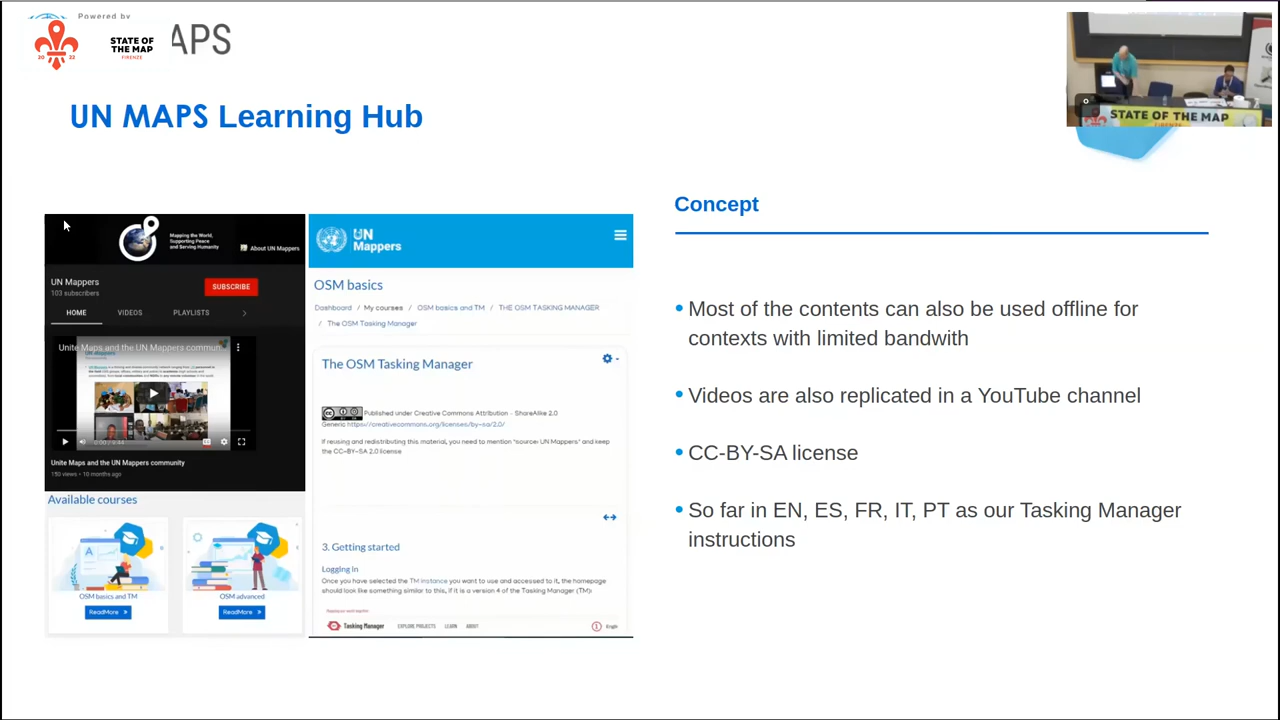 Powered by
APS
20 22
STATE OF
THE MAP
FIRENZE
STATE OF THE MAP
FIRENZE
UN MAPS Learning Hub
Mapping the World,
Supporting Peace
and Serving Humanity
About UN Mappers
UN Mappers
103 subscribers
SUBSCRIBE
HOME VIDEOS PLAYLISTS
Unite Maps and the UN Mappers commun
Unite Maps and the UN Mappers community
150 views • 10 months ago
Available courses
OSM basics and TM
ReadMore »
OSM advanced
ReadMore »
UN
Mappers
OSM basics
Dashboard / My courses / OSM basics and TM / THE OSM TASKING MANAGER
/ The OSM Tasking Manager
The OSM Tasking Manager
Published under Creative Commons Attribution - ShareAlike 2.0
Generic https://creativecommons.org/licenses/by-sa/2.0/
If reusing and redistributing this material, you need to mention "source: UN Mappers" and keep
the CC-BY-SA 2.0 license
3. Getting started
Logging in
Once you have selected the TM instance you want to use and accessed to it, the homepage
should look like something similar to this, if it is a version 4 of the Tasking Manager (TM):
Tasking Manager EXPLORE PROJECTS LEARN ABOUT
Concept
• Most of the contents can also be used offline for
contexts with limited bandwith
• Videos are also replicated in a YouTube channel
• CC-BY-SA license
• So far in EN, ES, FR, IT, PT as our Tasking Manager
instructions